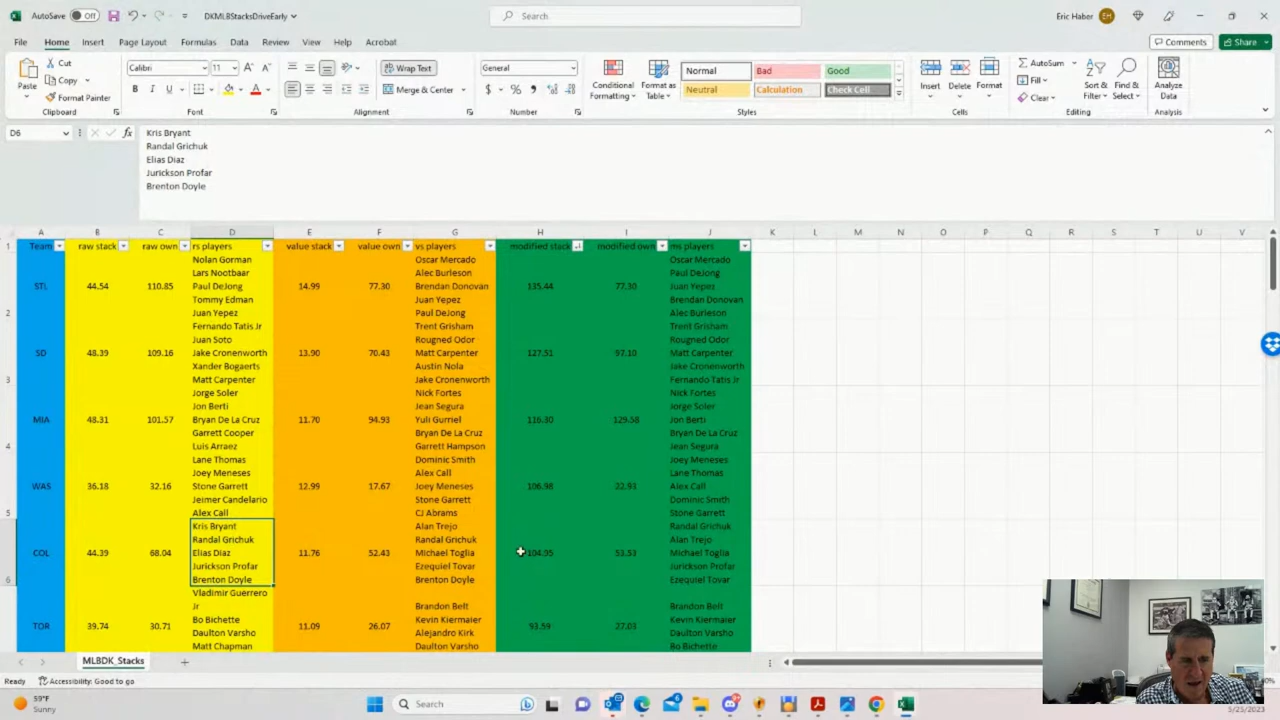 AutoSave Off DKMLBStacksDriveEarly Search Eric Haber EH
File Home Insert Page Layout Formulas Data Review View Help Acrobat Comments Share
Cut Calibri 11 Wrap Text General Normal Bad Good AutoSum
Copy Fill
Paste Format Painter Merge & Center Conditional Formatting Format as Table Neutral Calculation Check Cell Insert Delete Format Clear Sort & Filter Find & Select Analyze Data
Clipboard Font Alignment Number Styles Cells Editing Analysis
D6 fx Kris Bryant
Randal Grichuk
Elias Diaz
Jurickson Profar
Brenton Doyle
A B C D E F G H I J K L M N O P Q R S T U V
1 Team raw stack raw own rs players value stack value own vs players modified stack modified own ms players
Nolan Gorman Oscar Mercado Oscar Mercado
Lars Nootbaar Alec Burleson Paul DeJong
STL 44.54 110.85 Paul DeJong 14.99 77.30 Brendan Donovan 135.44 77.30 Juan Yepez
Tommy Edman Juan Yepez Brendan Donovan
2 Juan Yepez Paul DeJong Alec Burleson
Fernando Tatis Jr Trent Grisham Trent Grisham
Juan Soto Rougned Odor Rougned Odor
SD 48.39 109.16 Jake Cronenworth 13.90 70.43 Matt Carpenter 127.51 97.10 Matt Carpenter
Xander Bogaerts Austin Nola Jake Cronenworth
3 Matt Carpenter Jake Cronenworth Fernando Tatis Jr
Jorge Soler Nick Fortes Nick Fortes
Jon Berti Jean Segura Jorge Soler
MIA 48.31 101.57 Bryan De La Cruz 11.70 94.93 Yuli Gurriel 116.30 129.58 Jon Berti
Garrett Cooper Bryan De La Cruz Bryan De La Cruz
4 Luis Arraez Garrett Hampson Jean Segura
Lane Thomas Dominic Smith Joey Meneses
Joey Meneses Alex Call Lane Thomas
WAS 36.18 32.16 Stone Garrett 12.99 17.67 Joey Meneses 106.98 22.93 Alex Call
Jeimer Candelario Stone Garrett Dominic Smith
5 Alex Call CJ Abrams Stone Garrett
Kris Bryant Alan Trejo Randal Grichuk
Randal Grichuk Randal Grichuk Alan Trejo
COL 44.39 68.04 Elias Diaz 11.76 52.43 Michael Toglia 104.95 53.53 Michael Toglia
Jurickson Profar Ezequiel Tovar Jurickson Profar
6 Brenton Doyle Brenton Doyle Ezequiel Tovar
Vladimir Guerrero
Jr Brandon Belt Brandon Belt
Bo Bichette Kevin Kiermaier Kevin Kiermaier
TOR 39.74 30.71 Daulton Varsho 11.09 26.07 Alejandro Kirk 93.59 27.03 Daulton Varsho
Matt Chapman Daulton Varsho Bo Bichette
MLBDK_Stacks
Ready Accessibility: Good to go
59°F
Sunny Search
5/25/2023